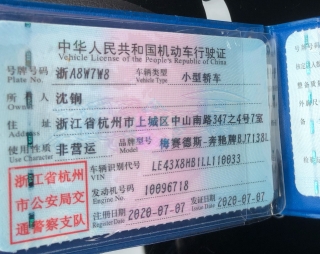 中华人民共和国机动车行驶证
Vehicle License of the People's Republic of China
号牌号码 浙A8W7W8 车辆类型 小型轿车
Plate No. Vehicle Type
所有人 沈钢
Owner
住址 浙江省杭州市上城区中山南路347之4号7室
Address
使用性质 非营运 品牌型号 梅赛德斯-奔驰牌BJ7138L
Use Character Model
浙江省杭州市公安局交通警察支队
车辆识别代号 LE43X8HB1LL110033
VIN
发动机号码 10096718
Engine No.
注册日期 2020-07-07 发证日期 2020-07-07
Register Date Issue Date